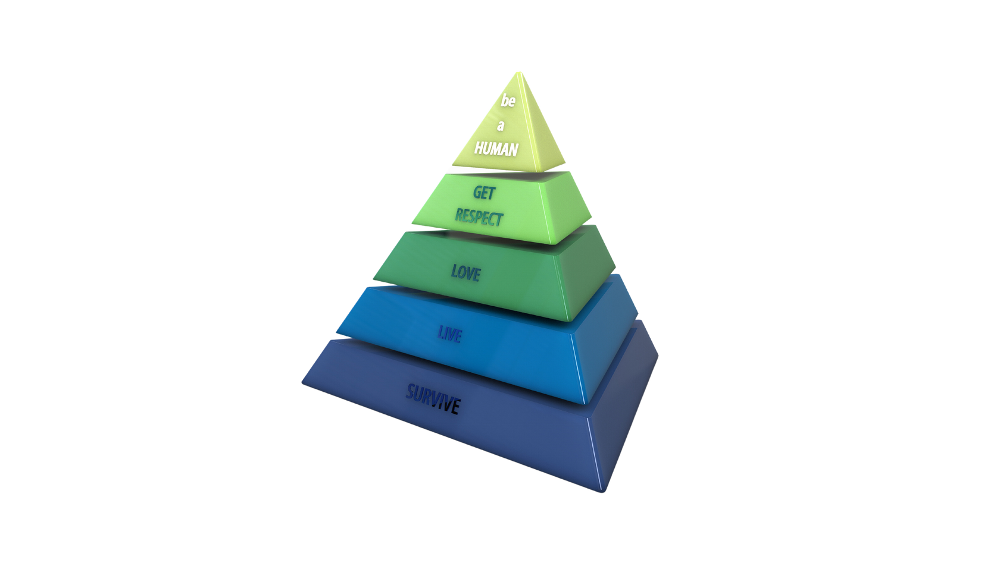 be
a
HUMAN
GET
RESPECT
LOVE
LIVE
SURVIVE